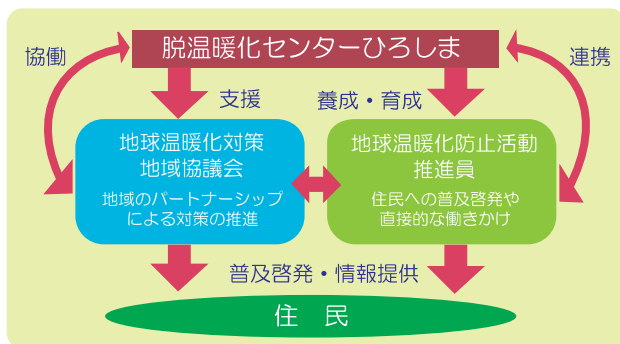 脱温暖化センターひろしま
協働
連携
支援
養成・育成
地球温暖化対策
地域協議会
地域のパートナーシップ
による対策の推進
地球温暖化防止活動
推進員
住民への普及啓発や
直接的な働きかけ
普及啓発・情報提供
住　民